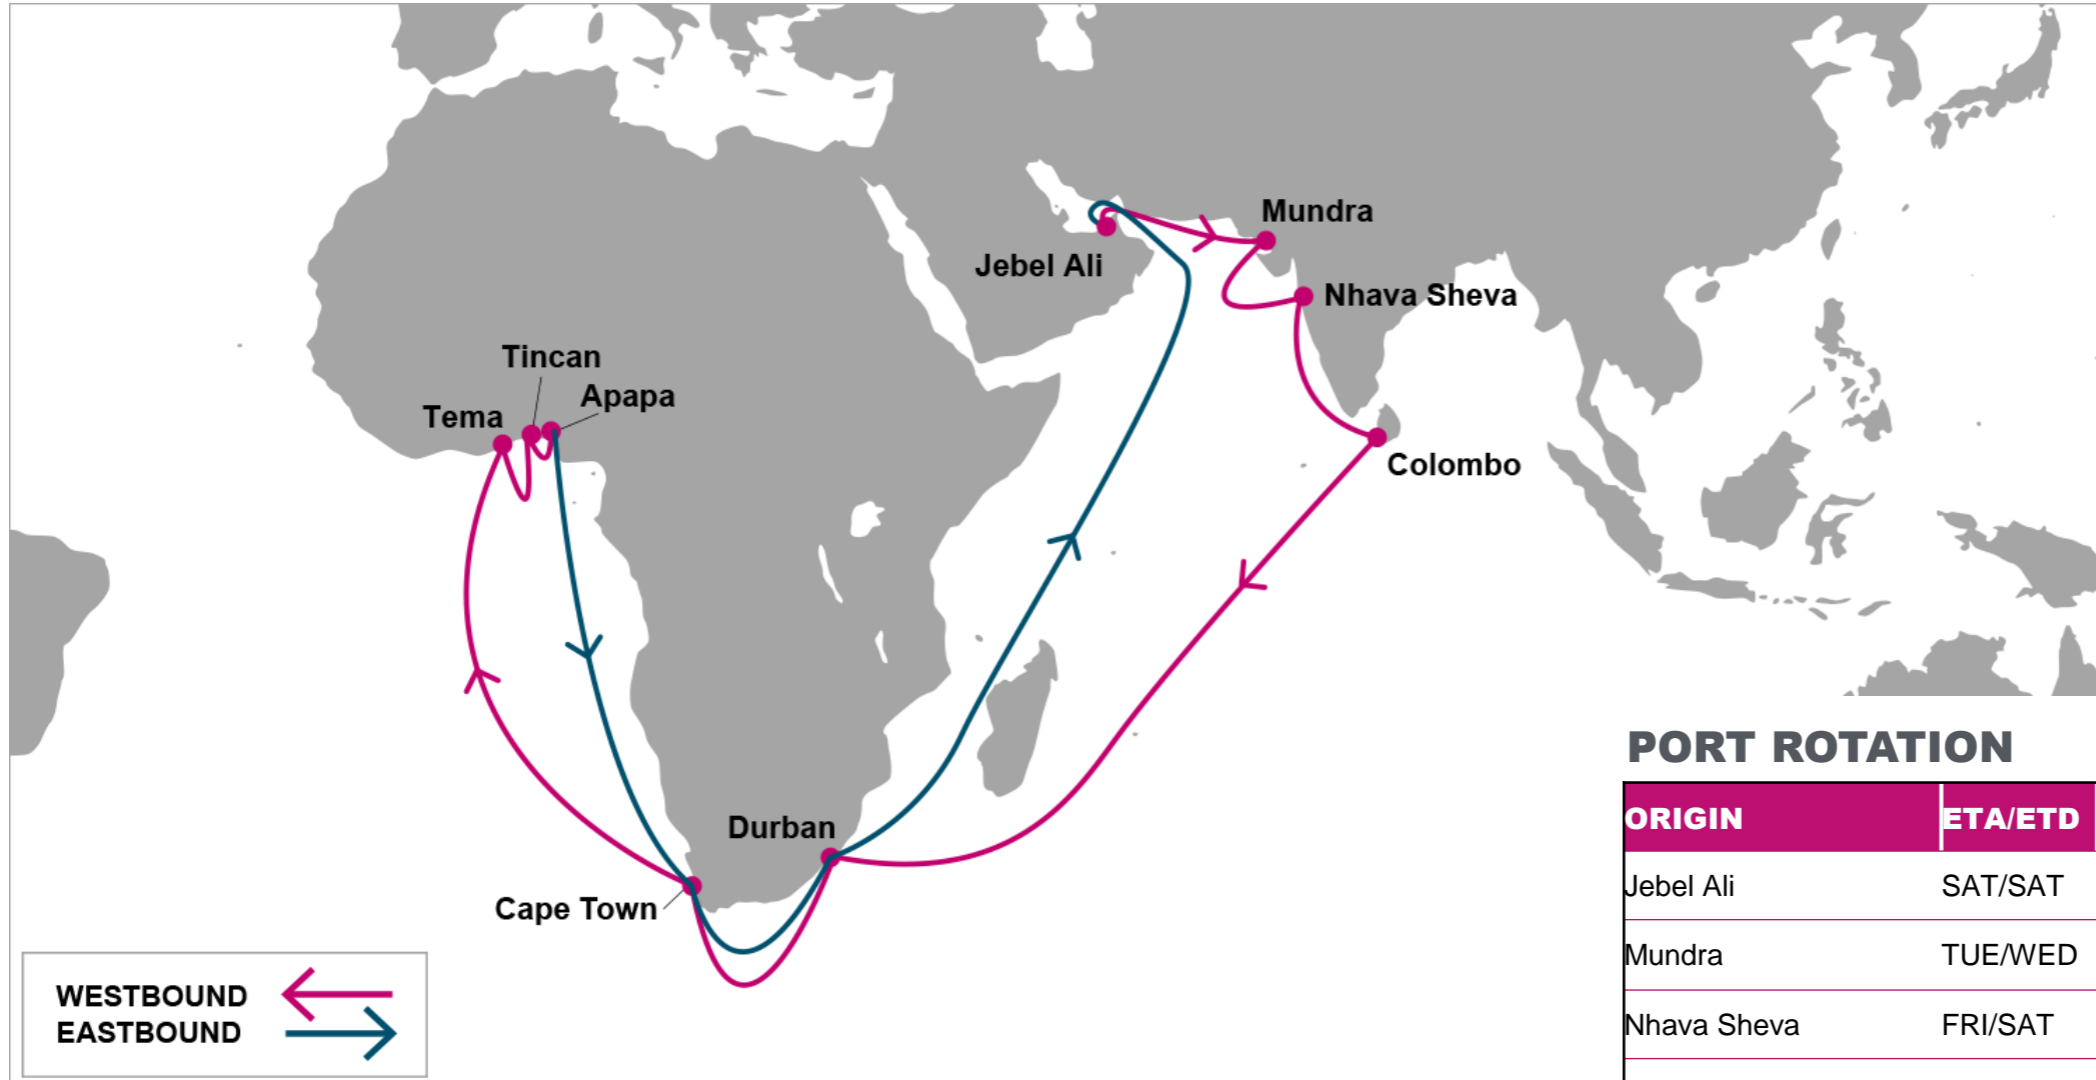 Mundra
Jebel Ali
Nhava Sheva
Tincan
Apapa
Tema
Colombo
Durban
Cape Town
WESTBOUND
EASTBOUND
PORT ROTATION
ORIGIN ETA/ETD
Jebel Ali SAT/SAT
Mundra TUE/WED
Nhava Sheva FRI/SAT